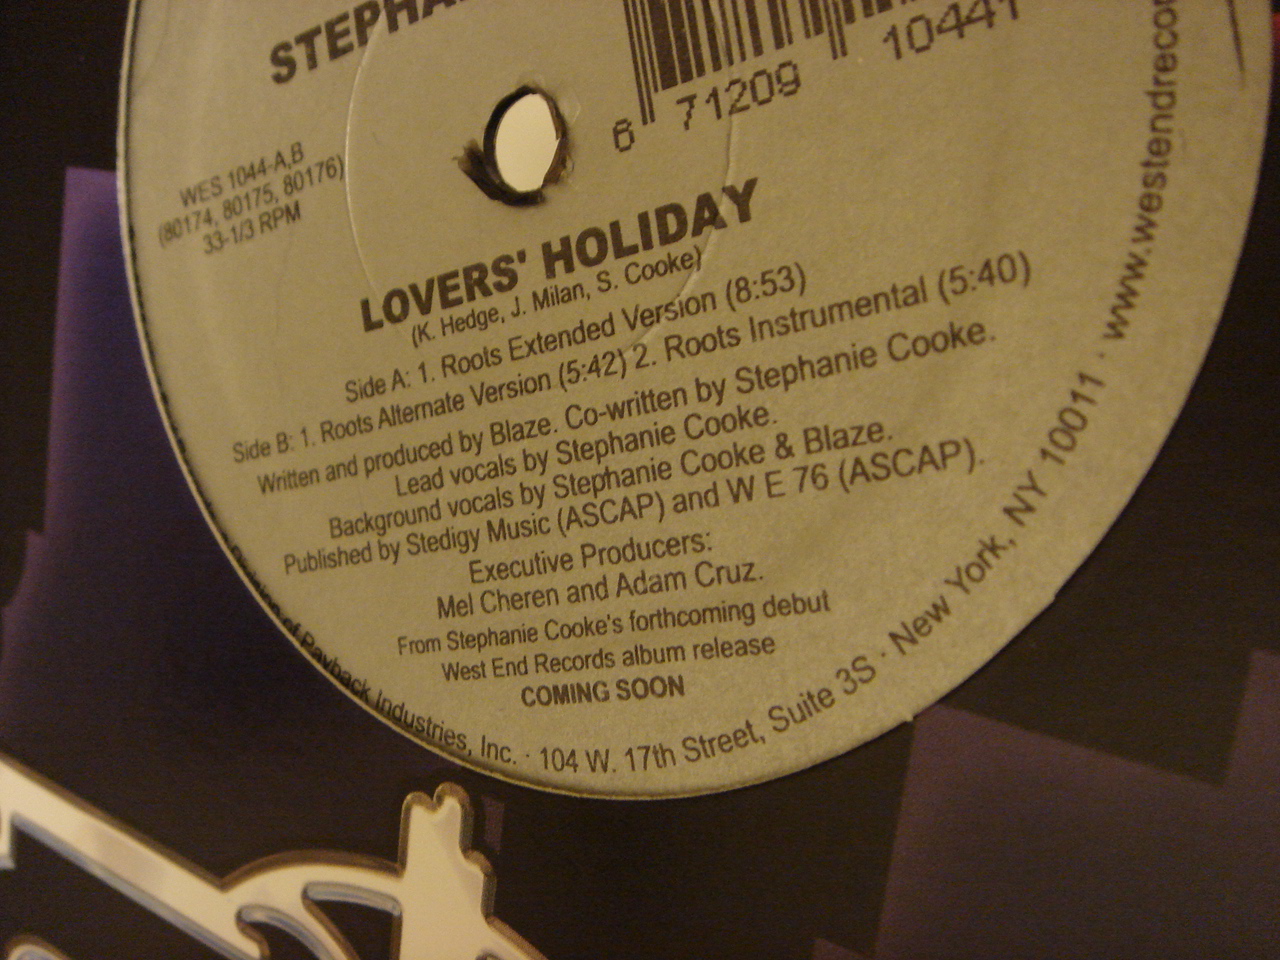 STEPHA
6 71209 10441
WES 1044-A,B
(80174, 80175, 80176)
33-1/3 RPM
LOVERS' HOLIDAY
(K. Hedge, J. Milan, S. Cooke)
Side A: 1. Roots Extended Version (8:53)
Side B: 1. Roots Alternate Version (5:42) 2. Roots Instrumental (5:40)
Written and produced by Blaze. Co-written by Stephanie Cooke.
Lead vocals by Stephanie Cooke.
Background vocals by Stephanie Cooke & Blaze.
Published by Stedigy Music (ASCAP) and W E 76 (ASCAP).
Executive Producers:
Mel Cheren and Adam Cruz.
From Stephanie Cooke's forthcoming debut
West End Records album release
COMING SOON
of Payback Industries, Inc. · 104 W. 17th Street, Suite 3S · New York, NY 10011 · www.westendrecor